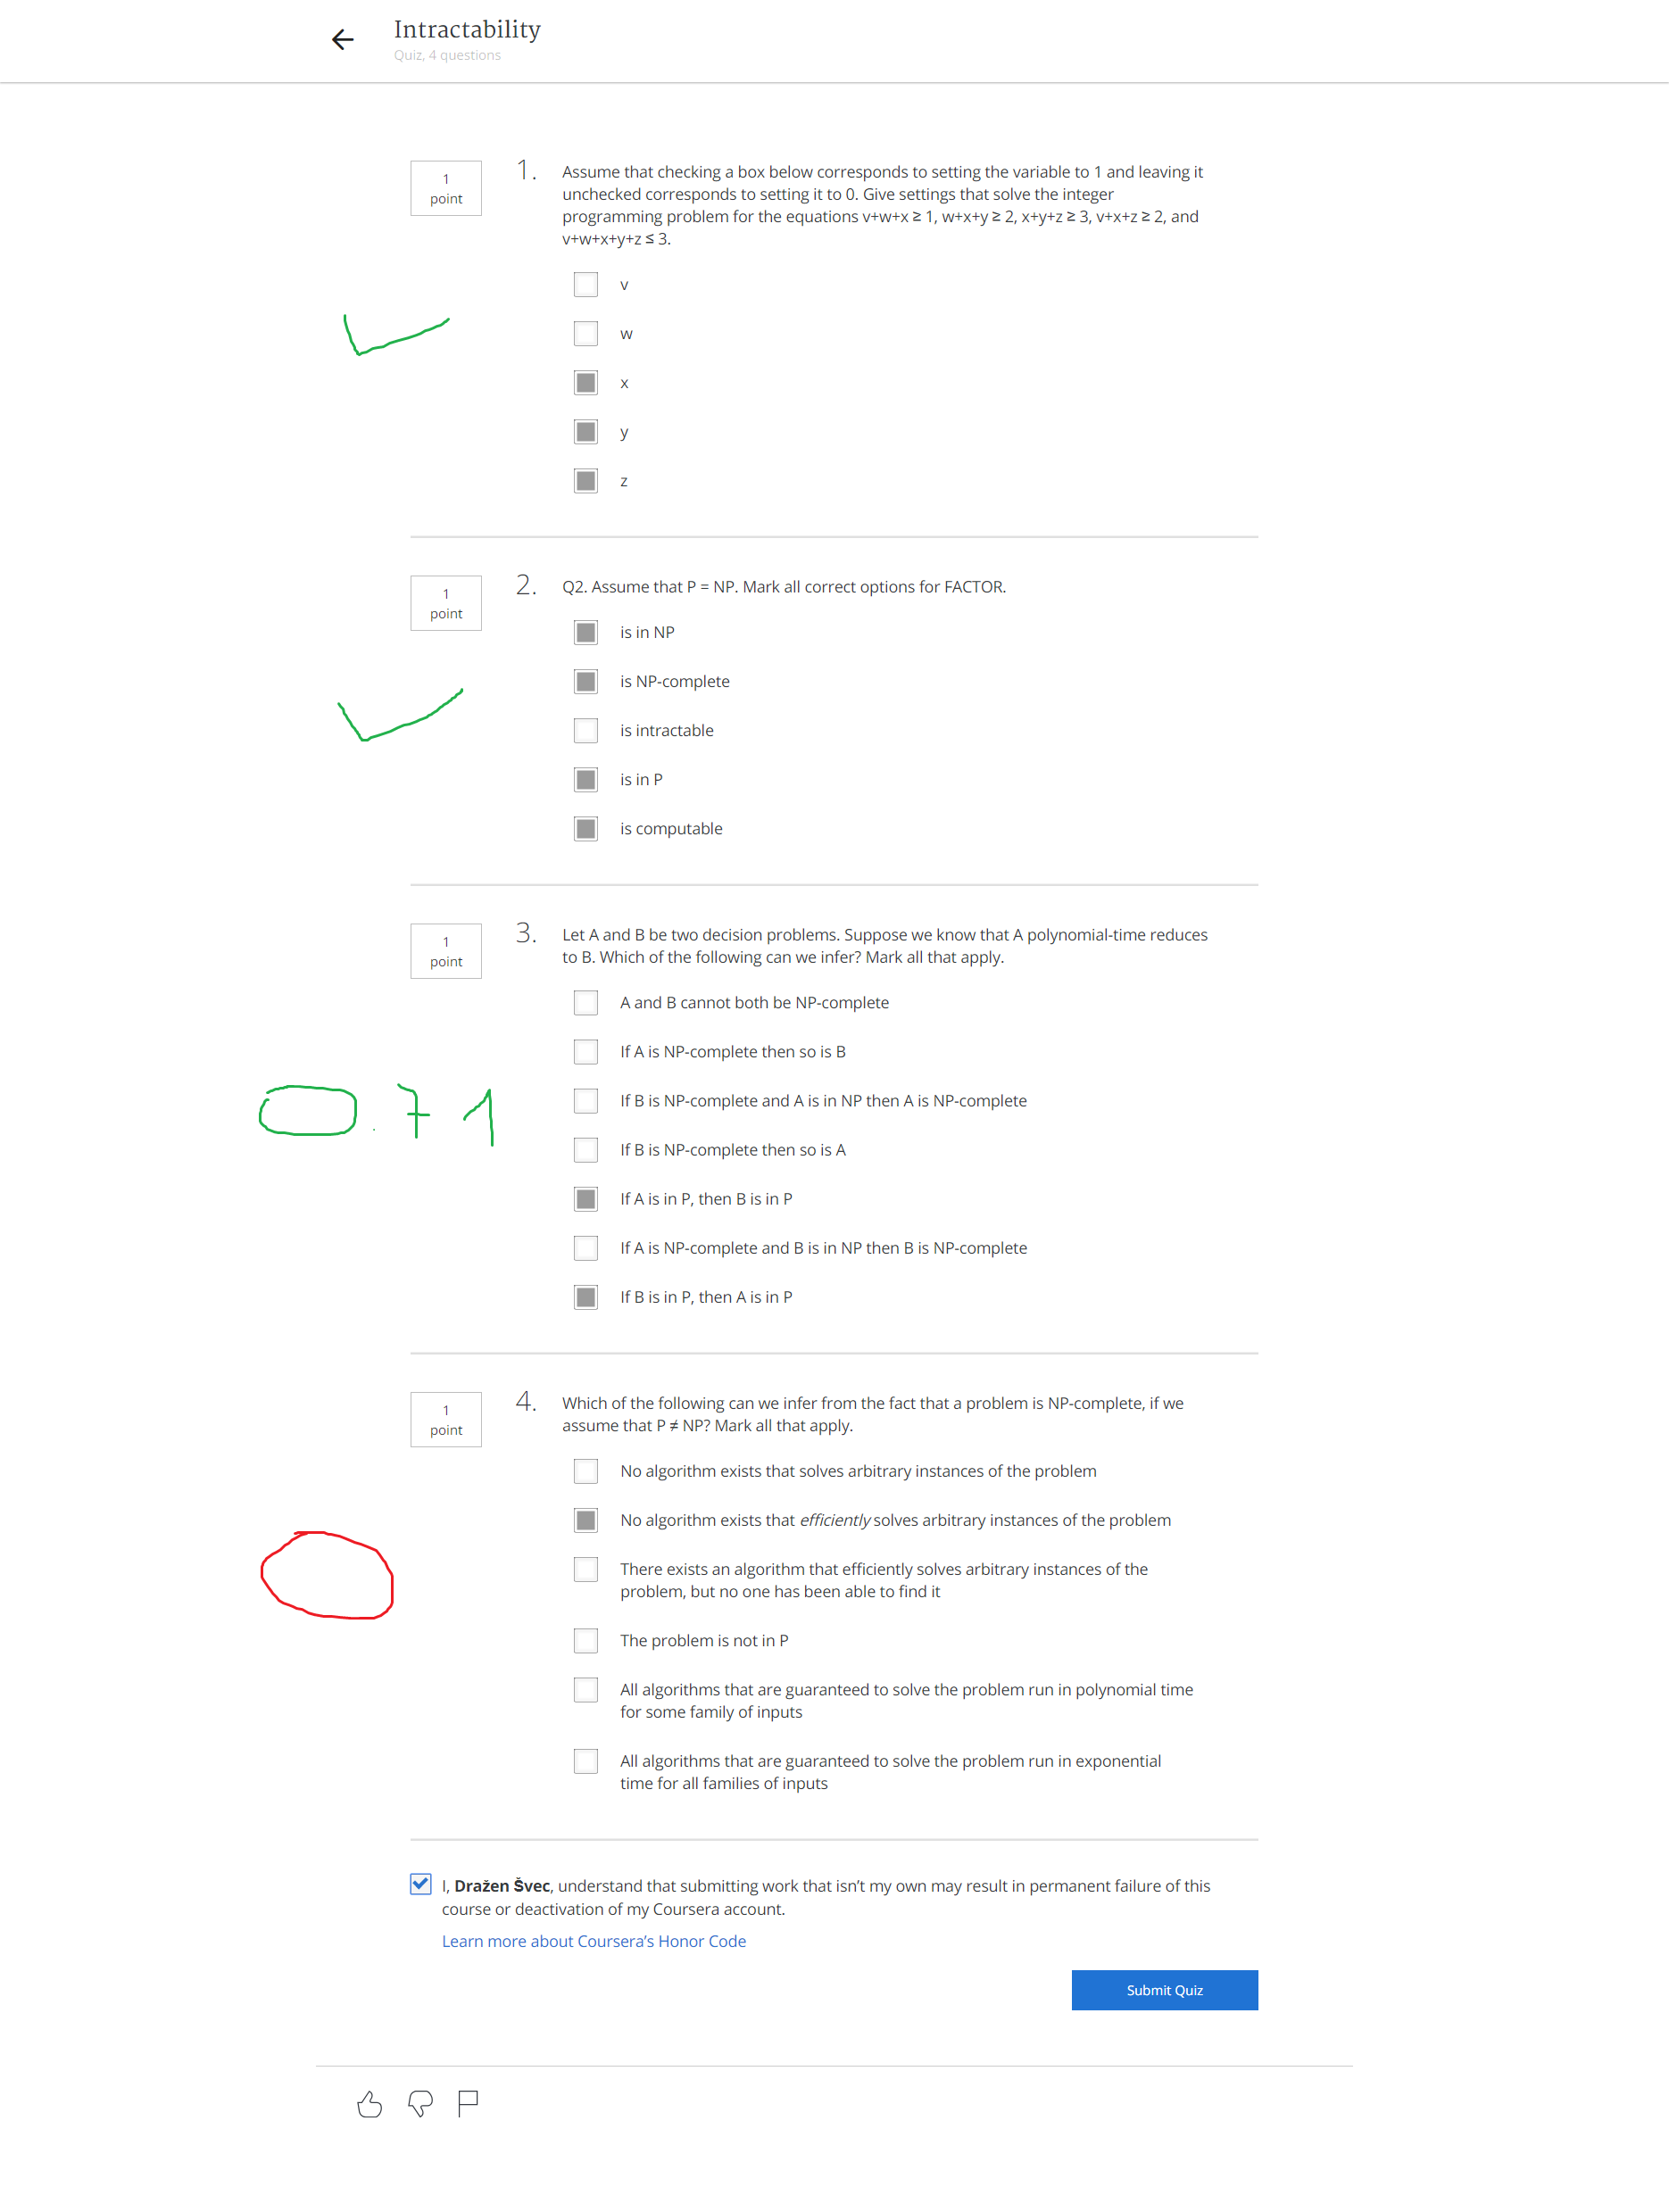 Intractability
Quiz, 4 questions
1
point
1.
Assume that checking a box below corresponds to setting the variable to 1 and leaving it
unchecked corresponds to setting it to 0. Give settings that solve the integer
programming problem for the equations v+w+x ≥ 1, w+x+y ≥ 2, x+y+z ≥ 3, v+x+z ≥ 2, and
v+w+x+y+z ≤ 3.
v
w
x
y
z
1
point
2.
Q2. Assume that P = NP. Mark all correct options for FACTOR.
is in NP
is NP-complete
is intractable
is in P
is computable
1
point
3.
Let A and B be two decision problems. Suppose we know that A polynomial-time reduces
to B. Which of the following can we infer? Mark all that apply.
A and B cannot both be NP-complete
If A is NP-complete then so is B
0.71
If B is NP-complete and A is in NP then A is NP-complete
If B is NP-complete then so is A
If A is in P, then B is in P
If A is NP-complete and B is in NP then B is NP-complete
If B is in P, then A is in P
1
point
4.
Which of the following can we infer from the fact that a problem is NP-complete, if we
assume that P ≠ NP? Mark all that apply.
No algorithm exists that solves arbitrary instances of the problem
No algorithm exists that efficiently solves arbitrary instances of the problem
There exists an algorithm that efficiently solves arbitrary instances of the
problem, but no one has been able to find it
The problem is not in P
All algorithms that are guaranteed to solve the problem run in polynomial time
for some family of inputs
All algorithms that are guaranteed to solve the problem run in exponential
time for all families of inputs
I, Dražen Švec, understand that submitting work that isn’t my own may result in permanent failure of this
course or deactivation of my Coursera account.
Learn more about Coursera’s Honor Code
Submit Quiz